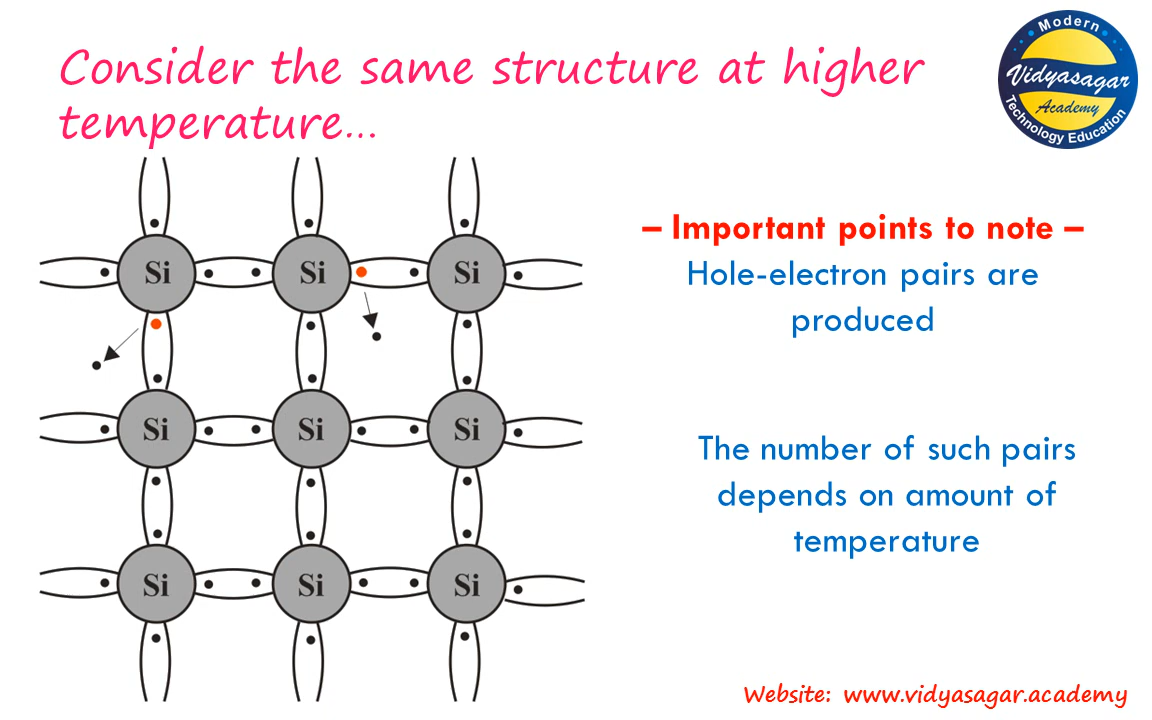 Consider the same structure at higher
temperature...
Modern
Vidyasagar
Academy
Technology Education
– Important points to note –
Hole-electron pairs are
produced
The number of such pairs
depends on amount of
temperature
Si Si Si
Si Si Si
Si Si Si
Website: www.vidyasagar.academy